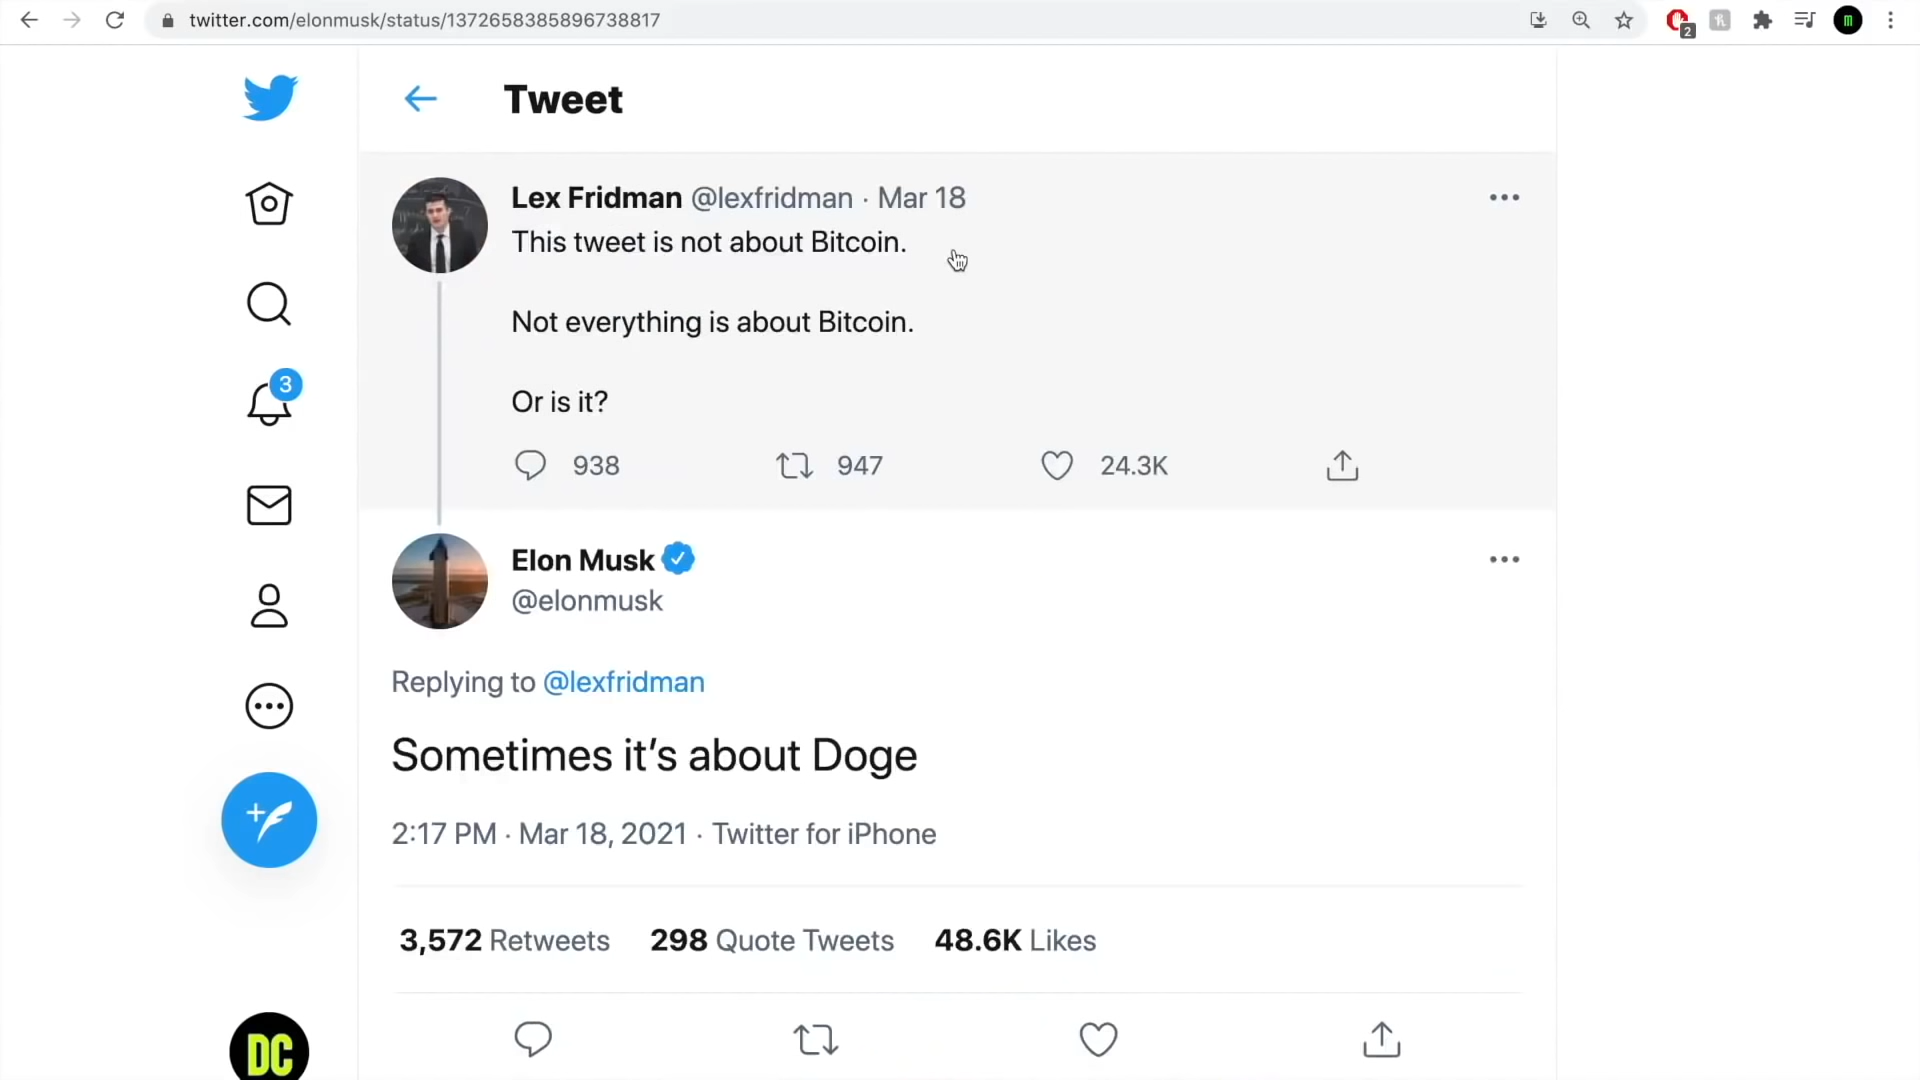 twitter.com/elonmusk/status/1372658385896738817
2
m
Tweet
Lex Fridman @lexfridman · Mar 18
This tweet is not about Bitcoin.
Not everything is about Bitcoin.
Or is it?
938 947 24.3K
3
Elon Musk
@elonmusk
Replying to @lexfridman
Sometimes it’s about Doge
2:17 PM · Mar 18, 2021 · Twitter for iPhone
3,572 Retweets 298 Quote Tweets 48.6K Likes
DC